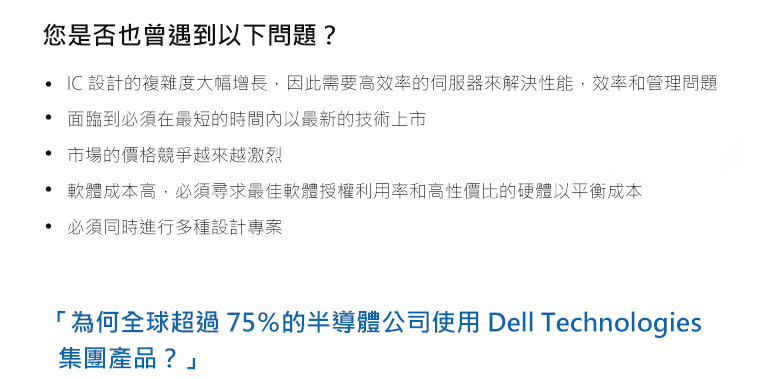 您是否也曾遇到以下問題？
• IC 設計的複雜度大幅增長，因此需要高效率的伺服器來解決性能，效率和管理問題
• 面臨到必須在最短的時間內以最新的技術上市
• 市場的價格競爭越來越激烈
• 軟體成本高，必須尋求最佳軟體授權利用率和高性價比的硬體以平衡成本
• 必須同時進行多種設計專案
「為何全球超過 75%的半導體公司使用 Dell Technologies
集團產品？」